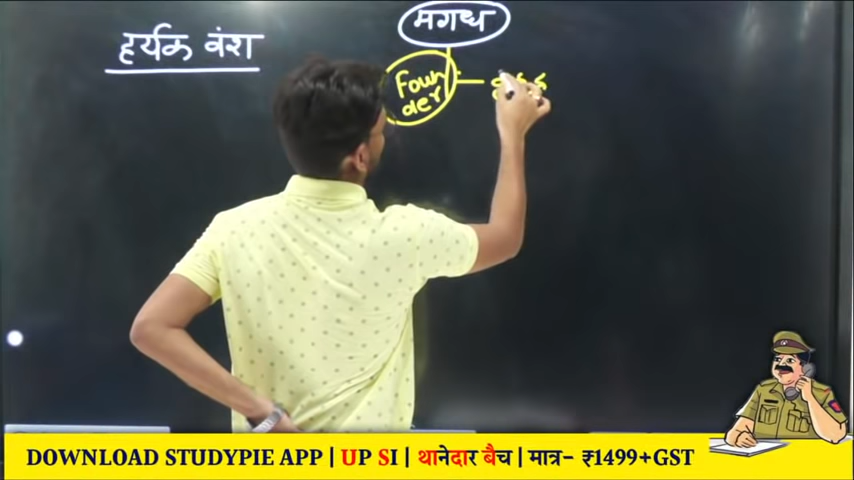 हर्यक वंश
मगध
Foun
der
DOWNLOAD STUDYPIE APP | UP SI | थानेदार बैच | मात्र- ₹1499+GST